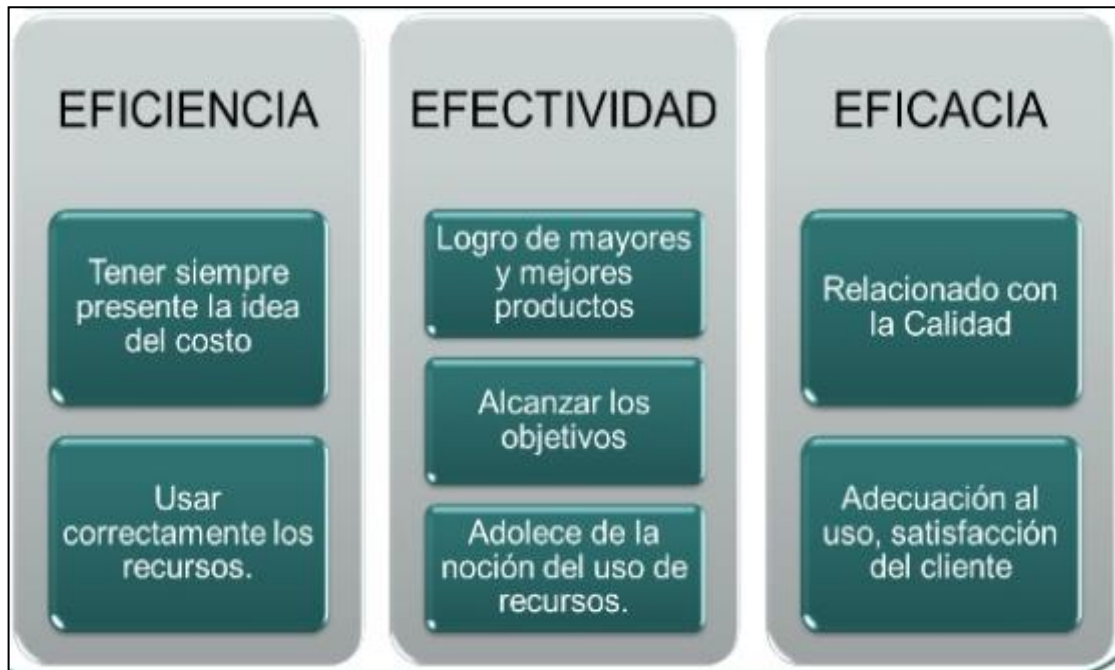 EFICIENCIA
Tener siempre
presente la idea
del costo
Usar
correctamente los
recursos.
EFECTIVIDAD
Logro de mayores
y mejores
productos
Alcanzar los
objetivos
Adolece de la
noción del uso de
recursos.
EFICACIA
Relacionado con
la Calidad
Adecuación al
uso, satisfacción
del cliente